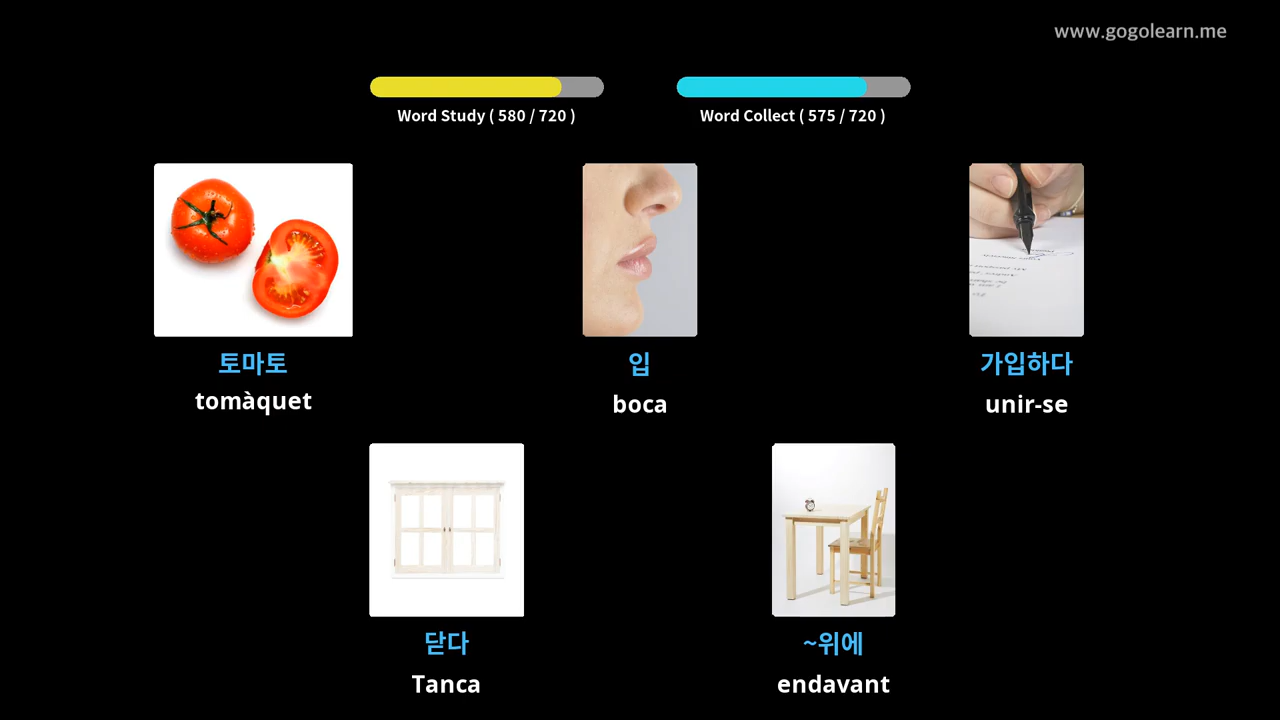 www.gogolearn.me
Word Study ( 580 / 720 )
Word Collect ( 575 / 720 )
토마토
tomàquet
입
boca
가입하다
unir-se
닫다
Tanca
~위에
endavant